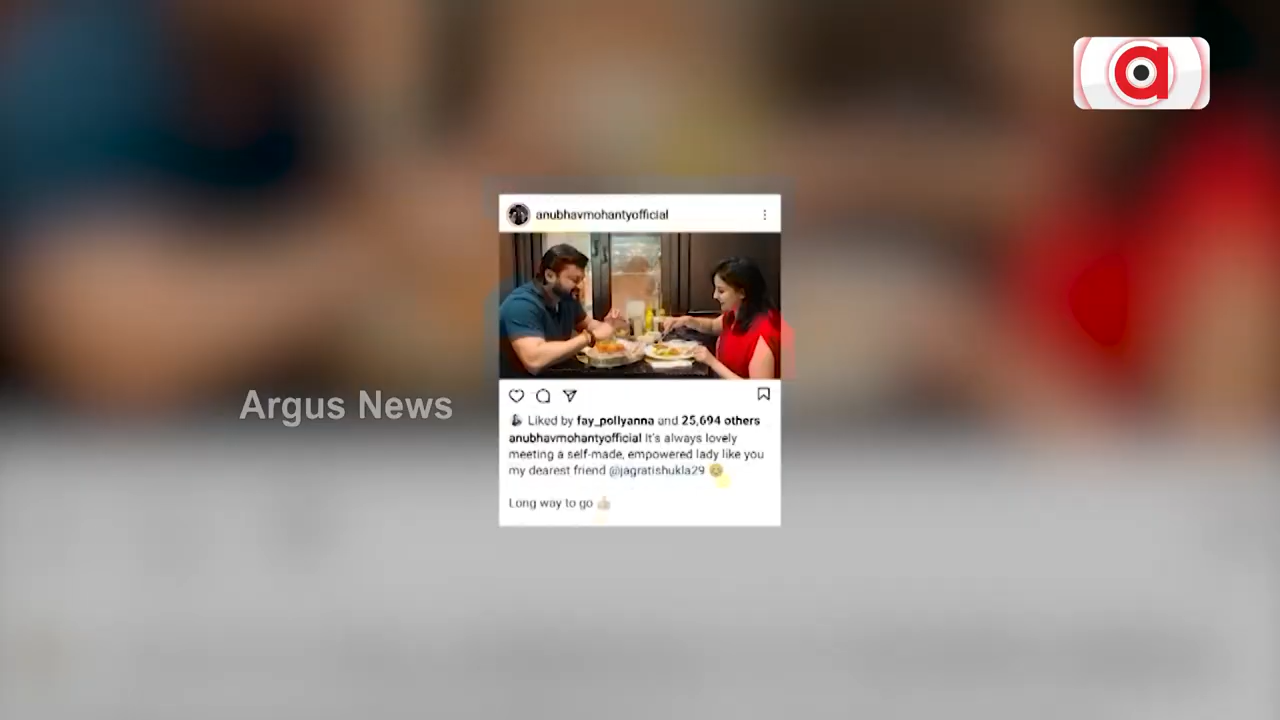 anubhavmohantyofficial
Argus News
Liked by fay_pollyanna and 25,694 others
anubhavmohantyofficial It's always lovely
meeting a self-made, empowered lady like you
my dearest friend @jagratishukla29
Long way to go